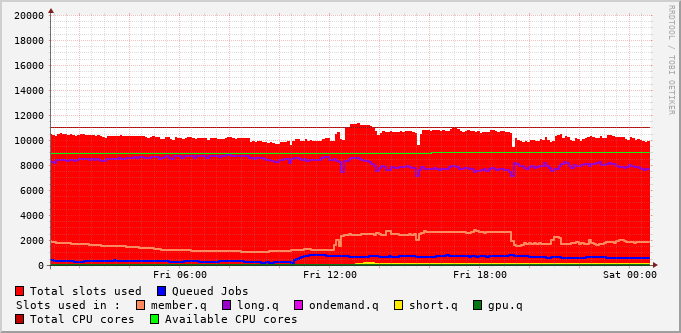 RRDTOOL / TOBI OETIKER
20000
18000
16000
14000
12000
10000
8000
6000
4000
2000
0
Fri 06:00 Fri 12:00 Fri 18:00 Sat 00:00
Total slots used Queued Jobs
Slots used in : member.q long.q ondemand.q short.q gpu.q
Total CPU cores Available CPU cores